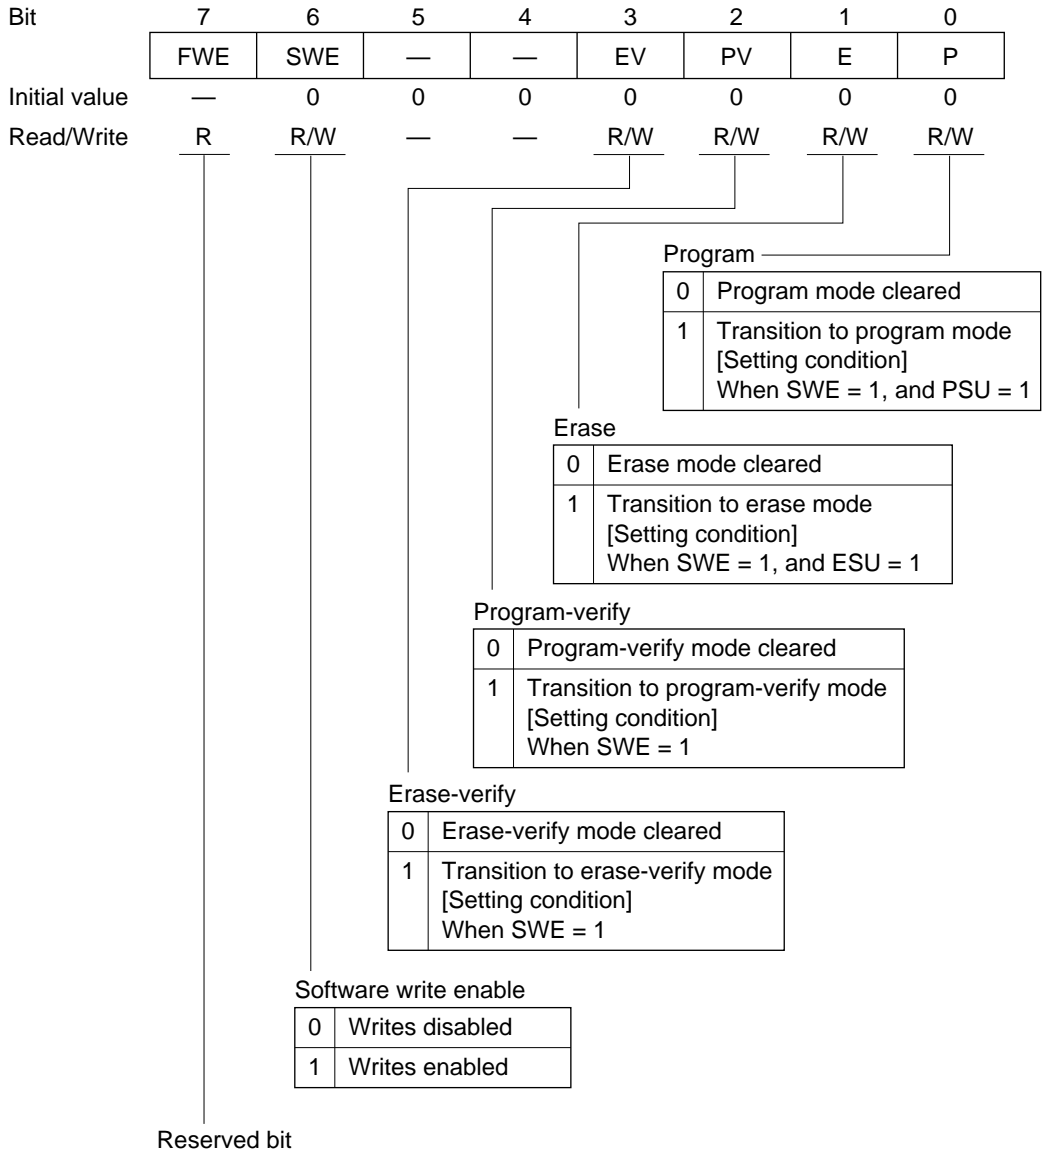 Bit 7 6 5 4 3 2 1 0
FWE SWE — — EV PV E P
Initial value — 0 0 0 0 0 0 0
Read/Write R R/W — — R/W R/W R/W R/W
Program
0 Program mode cleared
1 Transition to program mode
[Setting condition]
When SWE = 1, and PSU = 1
Erase
0 Erase mode cleared
1 Transition to erase mode
[Setting condition]
When SWE = 1, and ESU = 1
Program-verify
0 Program-verify mode cleared
1 Transition to program-verify mode
[Setting condition]
When SWE = 1
Erase-verify
0 Erase-verify mode cleared
1 Transition to erase-verify mode
[Setting condition]
When SWE = 1
Software write enable
0 Writes disabled
1 Writes enabled
Reserved bit